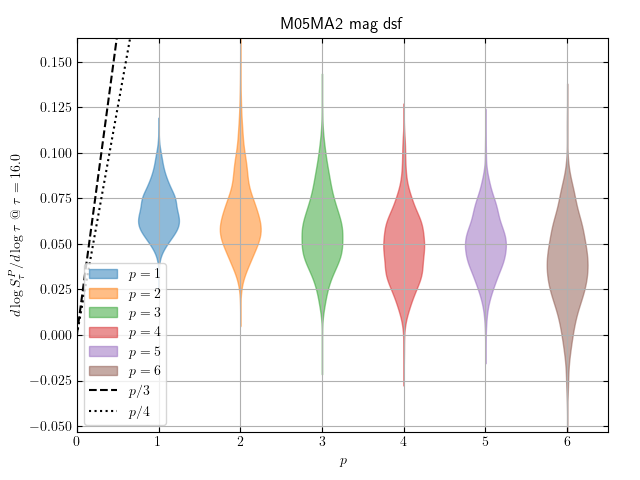 M05MA2 mag dsf
d log S_τ^p / d log τ @ τ = 16.0
0.150
0.125
0.100
0.075
0.050
0.025
0.000
−0.025
−0.050
p = 1
p = 2
p = 3
p = 4
p = 5
p = 6
p/3
p/4
0 1 2 3 4 5 6
p